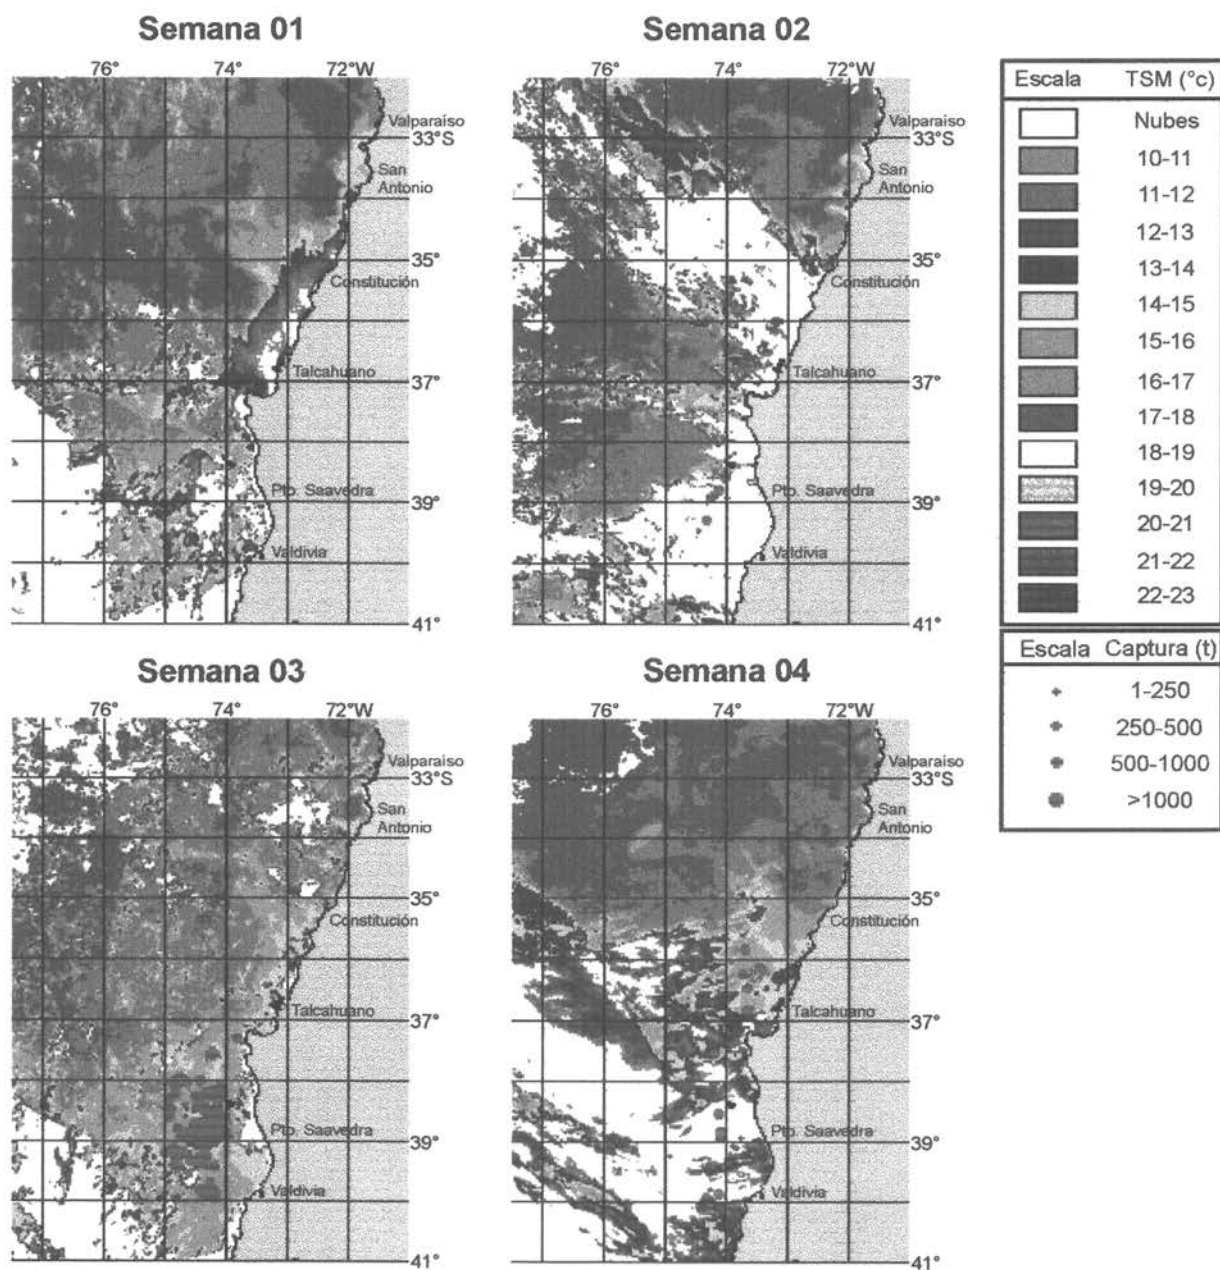 Semana 01
76° 74° 72°W
Valparaiso
33°S
San
Antonio
35°
Constitución
Talcahuano
37°
Pto. Saavedra
39°
Valdivia
41°
Semana 02
76° 74° 72°W
Valparaiso
33°S
San
Antonio
35°
Constitución
Talcahuano
37°
Pto. Saavedra
39°
Valdivia
41°
Escala TSM (°c)
Nubes
10-11
11-12
12-13
13-14
14-15
15-16
16-17
17-18
18-19
19-20
20-21
21-22
22-23
Escala Captura (t)
1-250
250-500
500-1000
>1000
Semana 03
76° 74° 72°W
Valparaiso
33°S
San
Antonio
35°
Constitución
Talcahuano
37°
Pto. Saavedra
39°
Valdivia
41°
Semana 04
76° 74° 72°W
Valparaiso
33°S
San
Antonio
35°
Constitución
Talcahuano
37°
Pto. Saavedra
39°
Valdivia
41°